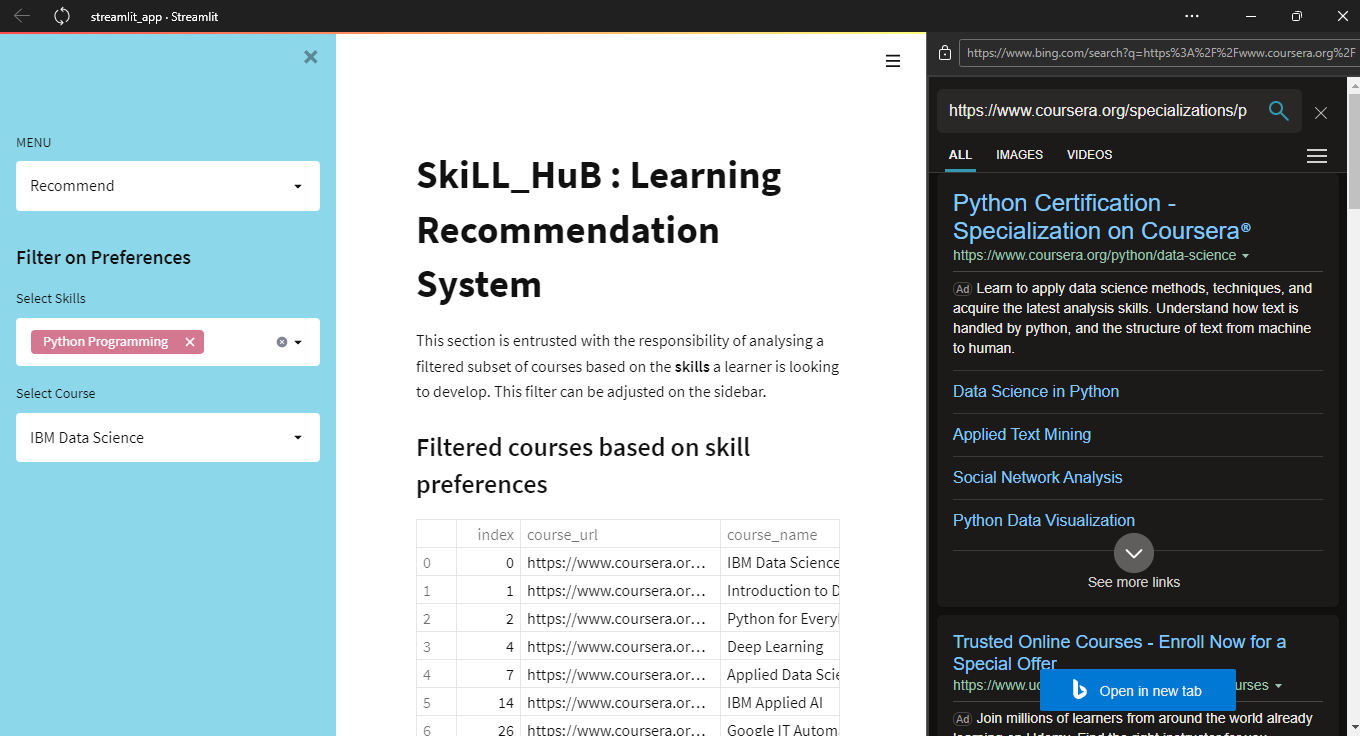 streamlit_app · Streamlit
MENU
Recommend
Filter on Preferences
Select Skills
Python Programming
Select Course
IBM Data Science
SkiLL_HuB : Learning
Recommendation
System
This section is entrusted with the responsibility of analysing a
filtered subset of courses based on the skills a learner is looking
to develop. This filter can be adjusted on the sidebar.
Filtered courses based on skill
preferences
index course_url course_name
0 0 https://www.coursera.or... IBM Data Science
1 1 https://www.coursera.or... Introduction to D
2 2 https://www.coursera.or... Python for Every
3 4 https://www.coursera.or... Deep Learning
4 7 https://www.coursera.or... Applied Data Scie
5 14 https://www.coursera.or... IBM Applied AI
6 26 https://www.coursera.or... Google IT Autom
https://www.bing.com/search?q=https%3A%2F%2Fwww.coursera.org%2F
https://www.coursera.org/specializations/p
ALL IMAGES VIDEOS
Python Certification -
Specialization on Coursera®
https://www.coursera.org/python/data-science
Ad Learn to apply data science methods, techniques, and
acquire the latest analysis skills. Understand how text is
handled by python, and the structure of text from machine
to human.
Data Science in Python
Applied Text Mining
Social Network Analysis
Python Data Visualization
See more links
Trusted Online Courses - Enroll Now for a
Special Offer
https://www.ud urses
Open in new tab
Ad Join millions of learners from around the world already
learning on Udemy. Find the right instructor for you.